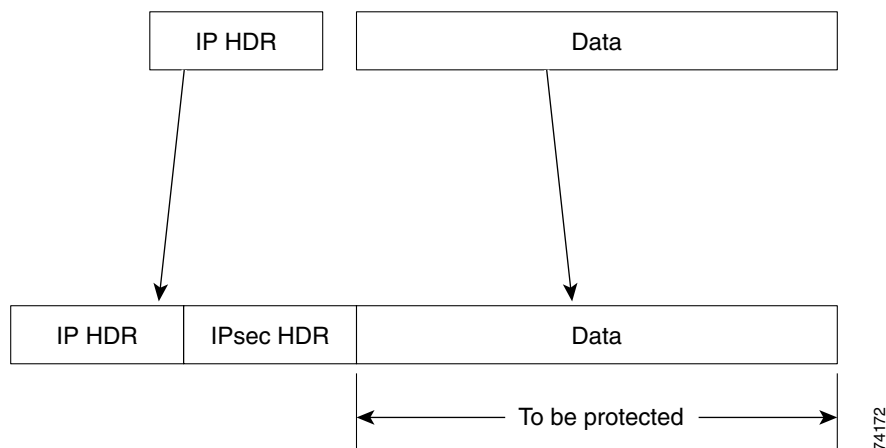 IP HDR
Data
IP HDR
IPsec HDR
Data
To be protected
74172